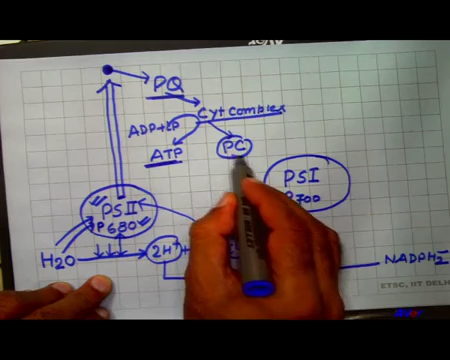 PQ
Cyt complex
ADP+iP
ATP
PC
PSI
P700
"PSII"
P680
H2O
2H+ +
NADPH2
ETSC, IIT DELHI